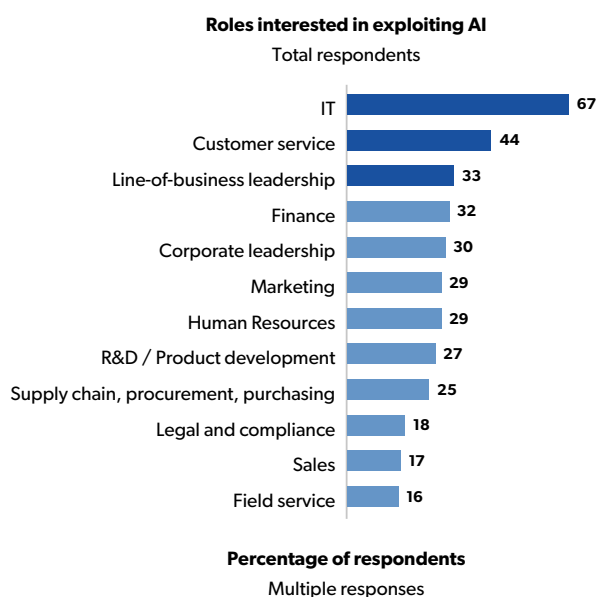 Roles interested in exploiting AI
Total respondents
IT 67
Customer service 44
Line-of-business leadership 33
Finance 32
Corporate leadership 30
Marketing 29
Human Resources 29
R&D / Product development 27
Supply chain, procurement, purchasing 25
Legal and compliance 18
Sales 17
Field service 16
Percentage of respondents
Multiple responses